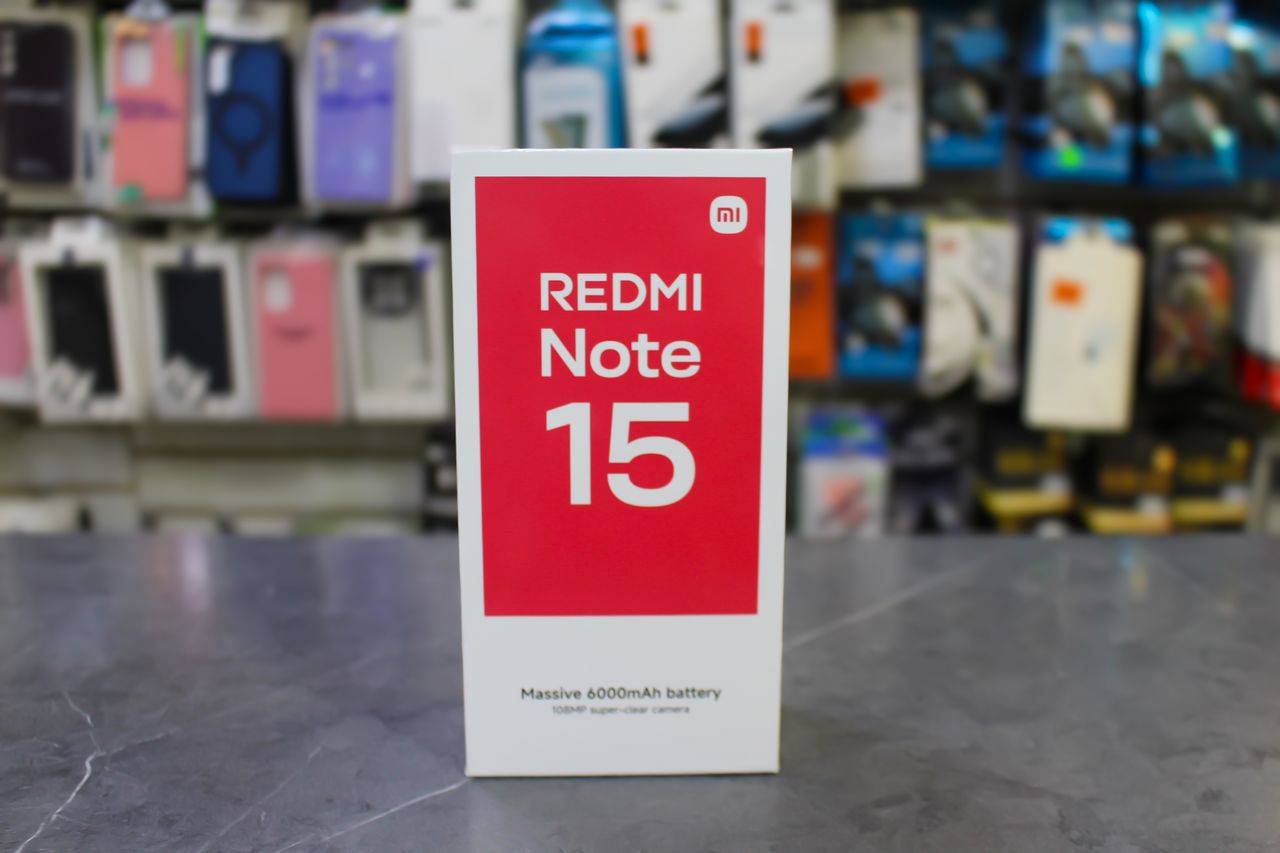 mi
REDMI
Note
15
Massive 6000mAh battery
108MP super-clear camera